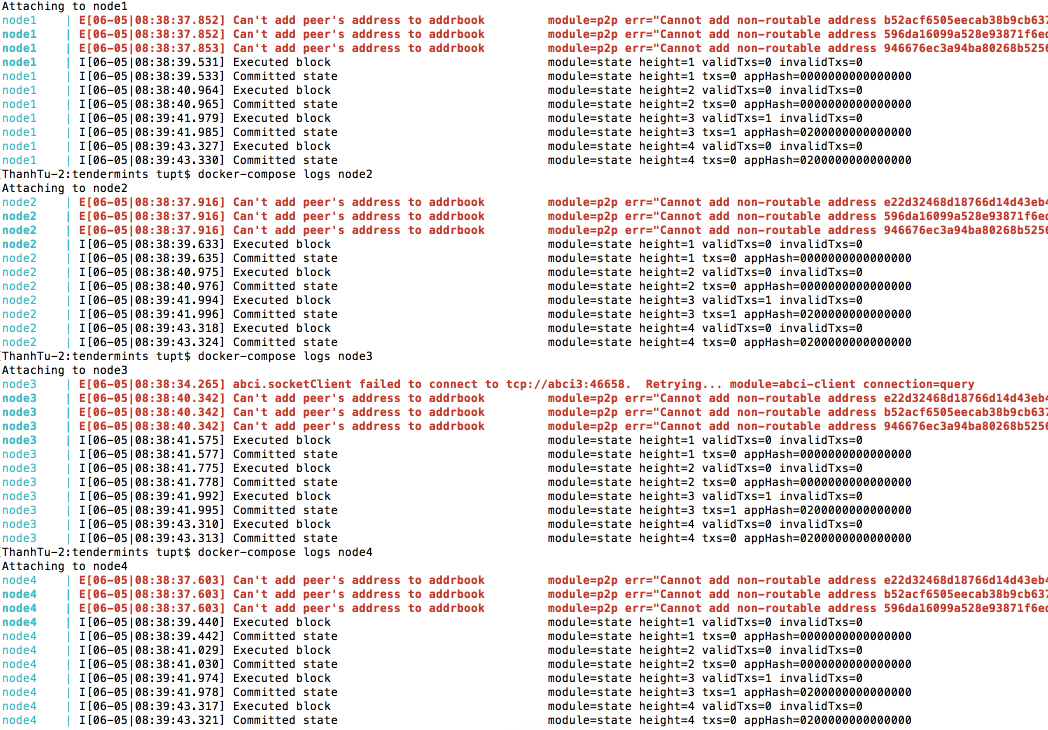 Attaching to node1
node1    | E[06-05|08:38:37.852] Can't add peer's address to addrbook         module=p2p err="Cannot add non-routable address b52acf6505eecab38b9cb637
node1    | E[06-05|08:38:37.852] Can't add peer's address to addrbook         module=p2p err="Cannot add non-routable address 596da16099a528e93871f6ed
node1    | E[06-05|08:38:37.853] Can't add peer's address to addrbook         module=p2p err="Cannot add non-routable address 946676ec3a94ba80268b5256
node1    | I[06-05|08:38:39.531] Executed block                               module=state height=1 validTxs=0 invalidTxs=0
node1    | I[06-05|08:38:39.533] Committed state                              module=state height=1 txs=0 appHash=0000000000000000
node1    | I[06-05|08:38:40.964] Executed block                               module=state height=2 validTxs=0 invalidTxs=0
node1    | I[06-05|08:38:40.965] Committed state                              module=state height=2 txs=0 appHash=0000000000000000
node1    | I[06-05|08:39:41.979] Executed block                               module=state height=3 validTxs=1 invalidTxs=0
node1    | I[06-05|08:39:41.985] Committed state                              module=state height=3 txs=1 appHash=0200000000000000
node1    | I[06-05|08:39:43.327] Executed block                               module=state height=4 validTxs=0 invalidTxs=0
node1    | I[06-05|08:39:43.330] Committed state                              module=state height=4 txs=0 appHash=0200000000000000
[ThanhTu-2:tendermints tupt$ docker-compose logs node2
Attaching to node2
node2    | E[06-05|08:38:37.916] Can't add peer's address to addrbook         module=p2p err="Cannot add non-routable address e22d32468d18766d14d43eb4
node2    | E[06-05|08:38:37.916] Can't add peer's address to addrbook         module=p2p err="Cannot add non-routable address 596da16099a528e93871f6ed
node2    | E[06-05|08:38:37.916] Can't add peer's address to addrbook         module=p2p err="Cannot add non-routable address 946676ec3a94ba80268b5256
node2    | I[06-05|08:38:39.633] Executed block                               module=state height=1 validTxs=0 invalidTxs=0
node2    | I[06-05|08:38:39.635] Committed state                              module=state height=1 txs=0 appHash=0000000000000000
node2    | I[06-05|08:38:40.975] Executed block                               module=state height=2 validTxs=0 invalidTxs=0
node2    | I[06-05|08:38:40.976] Committed state                              module=state height=2 txs=0 appHash=0000000000000000
node2    | I[06-05|08:39:41.994] Executed block                               module=state height=3 validTxs=1 invalidTxs=0
node2    | I[06-05|08:39:41.996] Committed state                              module=state height=3 txs=1 appHash=0200000000000000
node2    | I[06-05|08:39:43.318] Executed block                               module=state height=4 validTxs=0 invalidTxs=0
node2    | I[06-05|08:39:43.324] Committed state                              module=state height=4 txs=0 appHash=0200000000000000
[ThanhTu-2:tendermints tupt$ docker-compose logs node3
Attaching to node3
node3    | E[06-05|08:38:34.265] abci.socketClient failed to connect to tcp://abci3:46658.  Retrying... module=abci-client connection=query
node3    | E[06-05|08:38:40.342] Can't add peer's address to addrbook         module=p2p err="Cannot add non-routable address e22d32468d18766d14d43eb4
node3    | E[06-05|08:38:40.342] Can't add peer's address to addrbook         module=p2p err="Cannot add non-routable address b52acf6505eecab38b9cb637
node3    | E[06-05|08:38:40.342] Can't add peer's address to addrbook         module=p2p err="Cannot add non-routable address 946676ec3a94ba80268b5256
node3    | I[06-05|08:38:41.575] Executed block                               module=state height=1 validTxs=0 invalidTxs=0
node3    | I[06-05|08:38:41.577] Committed state                              module=state height=1 txs=0 appHash=0000000000000000
node3    | I[06-05|08:38:41.775] Executed block                               module=state height=2 validTxs=0 invalidTxs=0
node3    | I[06-05|08:38:41.778] Committed state                              module=state height=2 txs=0 appHash=0000000000000000
node3    | I[06-05|08:39:41.992] Executed block                               module=state height=3 validTxs=1 invalidTxs=0
node3    | I[06-05|08:39:41.995] Committed state                              module=state height=3 txs=1 appHash=0200000000000000
node3    | I[06-05|08:39:43.310] Executed block                               module=state height=4 validTxs=0 invalidTxs=0
node3    | I[06-05|08:39:43.313] Committed state                              module=state height=4 txs=0 appHash=0200000000000000
[ThanhTu-2:tendermints tupt$ docker-compose logs node4
Attaching to node4
node4    | E[06-05|08:38:37.603] Can't add peer's address to addrbook         module=p2p err="Cannot add non-routable address e22d32468d18766d14d43eb4
node4    | E[06-05|08:38:37.603] Can't add peer's address to addrbook         module=p2p err="Cannot add non-routable address b52acf6505eecab38b9cb637
node4    | E[06-05|08:38:37.603] Can't add peer's address to addrbook         module=p2p err="Cannot add non-routable address 596da16099a528e93871f6ed
node4    | I[06-05|08:38:39.440] Executed block                               module=state height=1 validTxs=0 invalidTxs=0
node4    | I[06-05|08:38:39.442] Committed state                              module=state height=1 txs=0 appHash=0000000000000000
node4    | I[06-05|08:38:41.029] Executed block                               module=state height=2 validTxs=0 invalidTxs=0
node4    | I[06-05|08:38:41.030] Committed state                              module=state height=2 txs=0 appHash=0000000000000000
node4    | I[06-05|08:39:41.974] Executed block                               module=state height=3 validTxs=1 invalidTxs=0
node4    | I[06-05|08:39:41.978] Committed state                              module=state height=3 txs=1 appHash=0200000000000000
node4    | I[06-05|08:39:43.317] Executed block                               module=state height=4 validTxs=0 invalidTxs=0
node4    | I[06-05|08:39:43.321] Committed state                              module=state height=4 txs=0 appHash=0200000000000000